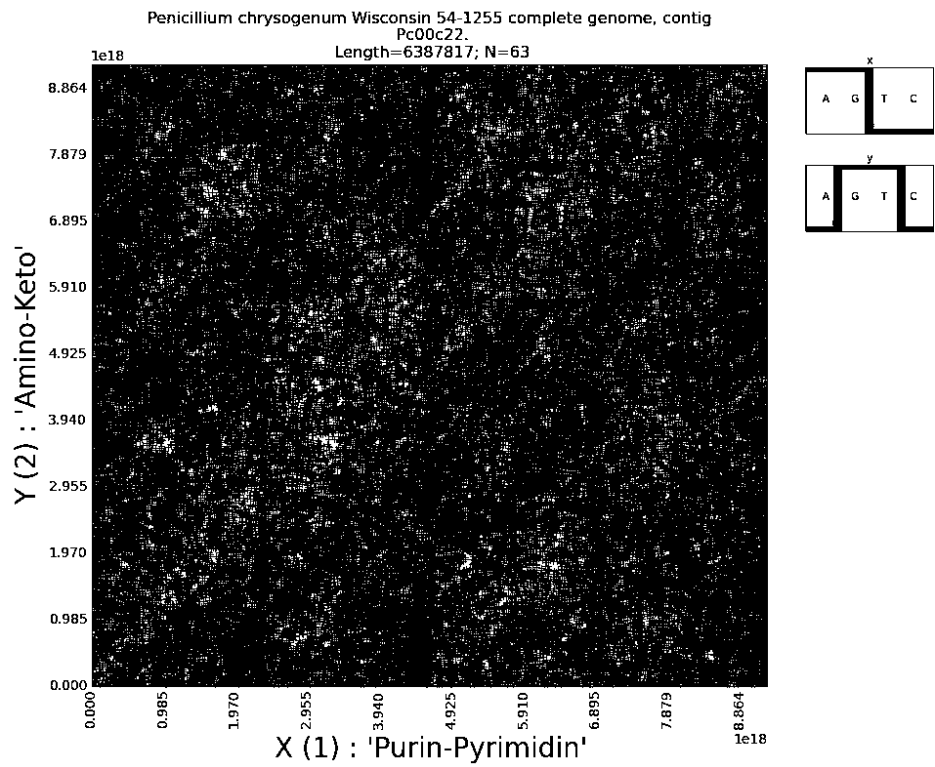 Penicillium chrysogenum Wisconsin 54-1255 complete genome, contig
Pc00c22.
Length=6387817; N=63
1e18
8.864
7.879
6.895
5.910
4.925
3.940
2.955
1.970
0.985
0.000
Y (2) : 'Amino-Keto'
0.000 0.985 1.970 2.955 3.940 4.925 5.910 6.895 7.879 8.864
1e18
X (1) : 'Purin-Pyrimidin'
x
A G T C
y
A G T C